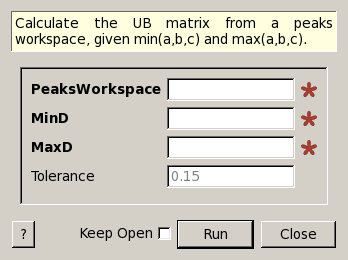 Calculate the UB matrix from a peaks
workspace, given min(a,b,c) and max(a,b,c).
PeaksWorkspace
MinD
MaxD
Tolerance 0.15
? Keep Open Run Close